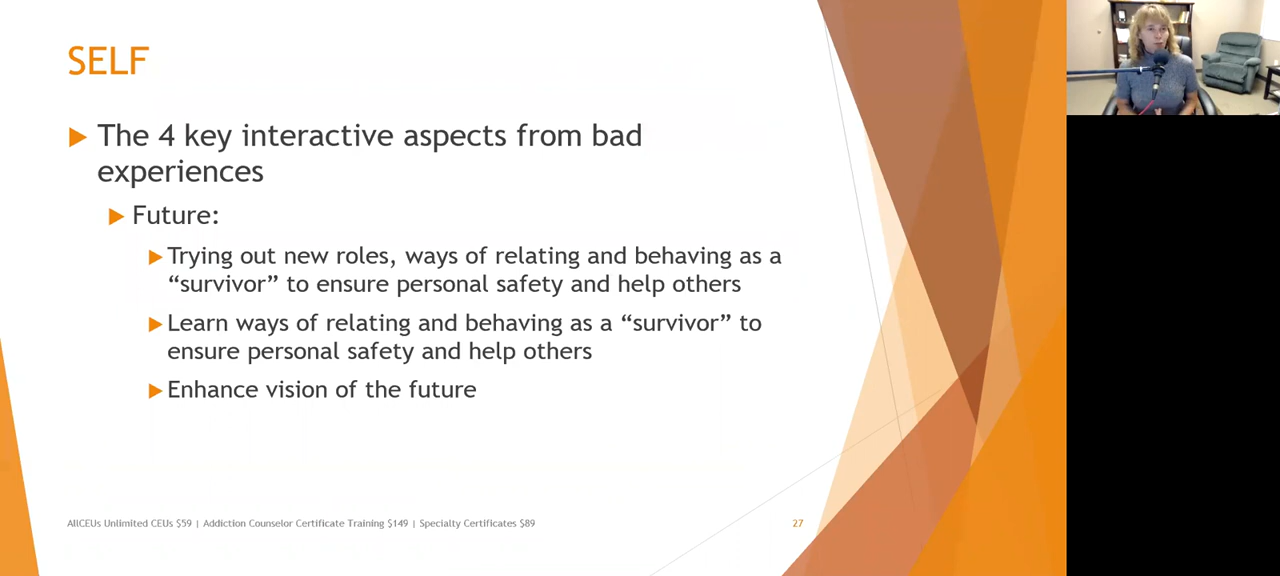 SELF
The 4 key interactive aspects from bad
experiences
Future:
Trying out new roles, ways of relating and behaving as a
“survivor” to ensure personal safety and help others
Learn ways of relating and behaving as a “survivor” to
ensure personal safety and help others
Enhance vision of the future
AllCEUs Unlimited CEUs $59 | Addiction Counselor Certificate Training $149 | Specialty Certificates $89
27